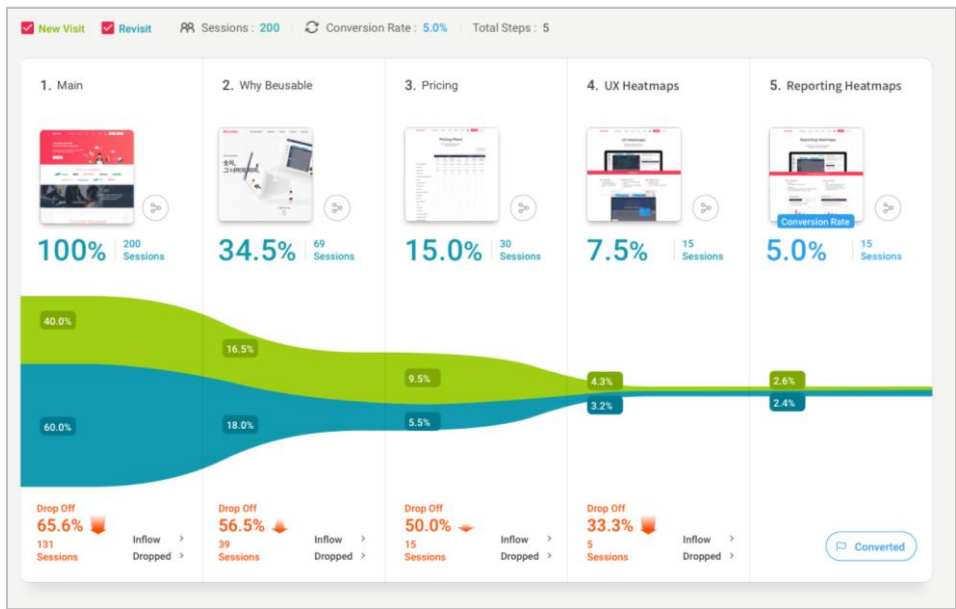 New Visit Revisit Sessions : 200 Conversion Rate : 5.0% Total Steps : 5
1. Main
2. Why Beusable
3. Pricing
4. UX Heatmaps
5. Reporting Heatmaps
Pricing Plans
UX Heatmaps
Reporting Heatmaps
Conversion Rate
100% 200 Sessions
34.5% 69 Sessions
15.0% 30 Sessions
7.5% 15 Sessions
5.0% 15 Sessions
40.0%
16.5%
9.5%
4.3%
2.6%
60.0%
18.0%
5.5%
3.2%
2.4%
Drop Off
65.6%
131
Sessions
Inflow >
Dropped >
Drop Off
56.5%
39
Sessions
Inflow >
Dropped >
Drop Off
50.0%
15
Sessions
Inflow >
Dropped >
Drop Off
33.3%
5
Sessions
Inflow >
Dropped >
Converted